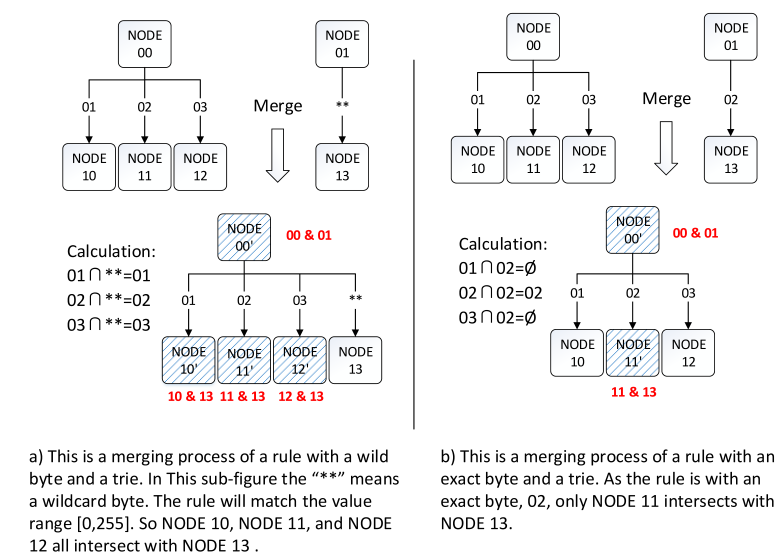 NODE
00
NODE
01
01
02
03
**
Merge
NODE
10
NODE
11
NODE
12
NODE
13
NODE
00'
00 & 01
Calculation:
01∩**=01
02∩**=02
03∩**=03
01
02
03
**
NODE
10'
NODE
11'
NODE
12'
NODE
13
10 & 13
11 & 13
12 & 13
a) This is a merging process of a rule with a wild
byte and a trie. In This sub-figure the “**” means
a wildcard byte. The rule will match the value
range [0,255]. So NODE 10, NODE 11, and NODE
12 all intersect with NODE 13 .
NODE
00
NODE
01
01
02
03
02
Merge
NODE
10
NODE
11
NODE
12
NODE
13
NODE
00'
00 & 01
Calculation:
01∩02=Ø
02∩02=02
03∩02=Ø
01
02
03
NODE
10
NODE
11'
NODE
12
11 & 13
b) This is a merging process of a rule with an
exact byte and a trie. As the rule is with an
exact byte, 02, only NODE 11 intersects with
NODE 13.